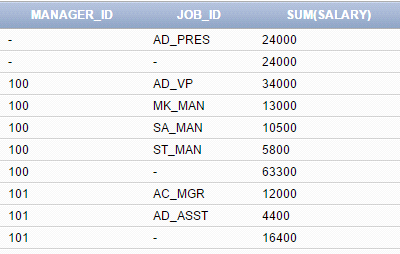 MANAGER_ID JOB_ID SUM(SALARY)
- AD_PRES 24000
- - 24000
100 AD_VP 34000
100 MK_MAN 13000
100 SA_MAN 10500
100 ST_MAN 5800
100 - 63300
101 AC_MGR 12000
101 AD_ASST 4400
101 - 16400